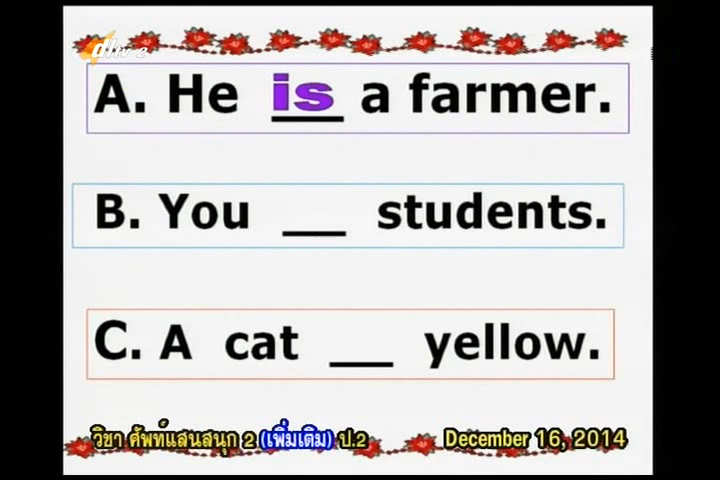 A. He is a farmer.
B. You __ students.
C. A cat __ yellow.
วิชา ศัพท์แสนสนุก 2 (เพิ่มเติม) ป.2 December 16, 2014